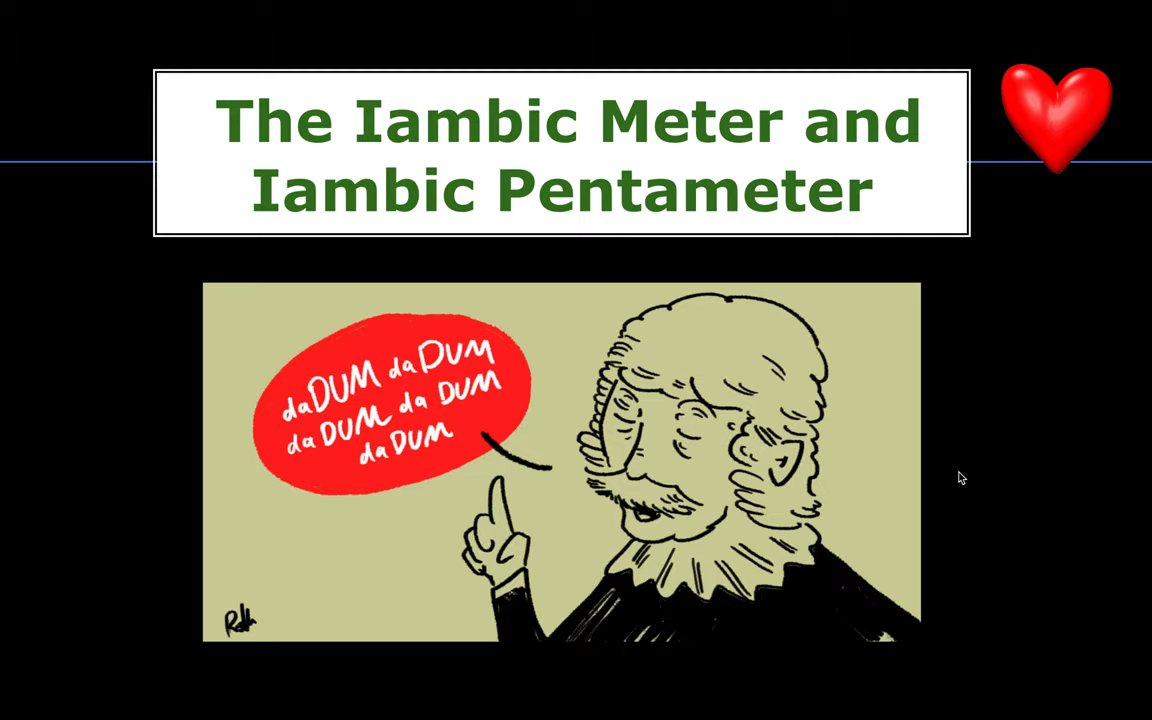 The Iambic Meter and
Iambic Pentameter
daDUM daDUM
daDUM da DUM
daDUM